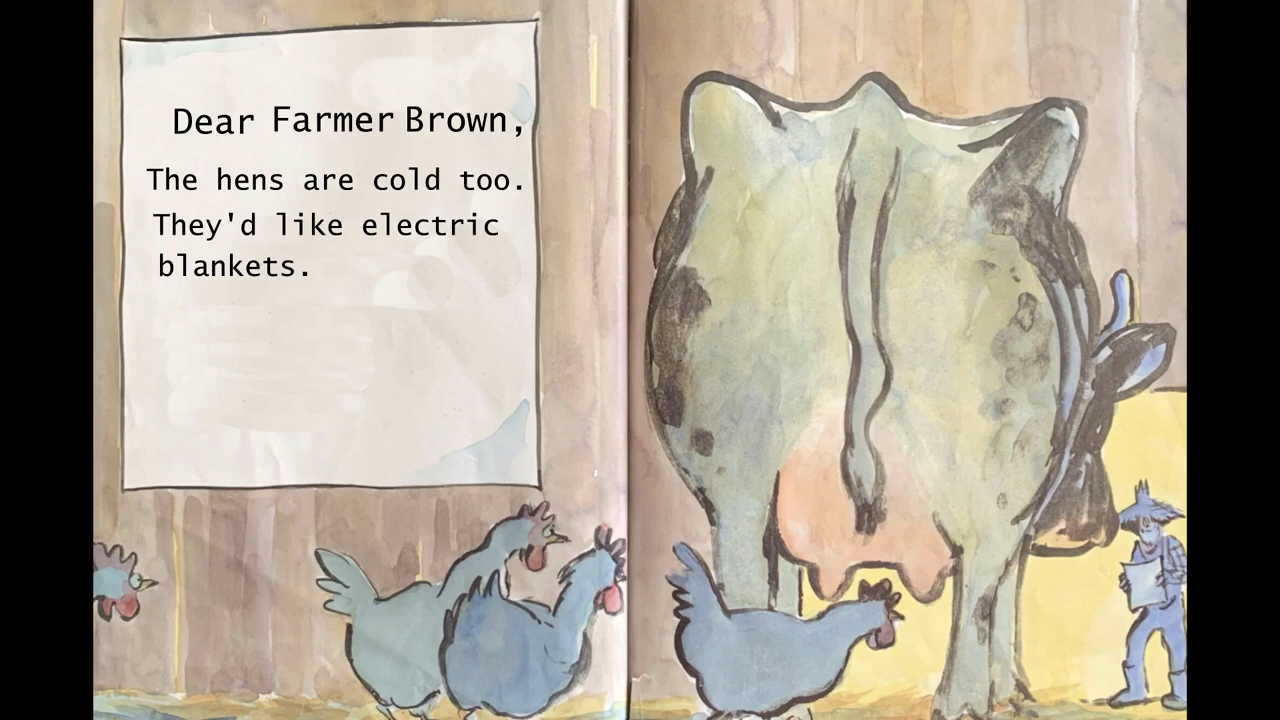 Dear Farmer Brown,
The hens are cold too.
They'd like electric
blankets.